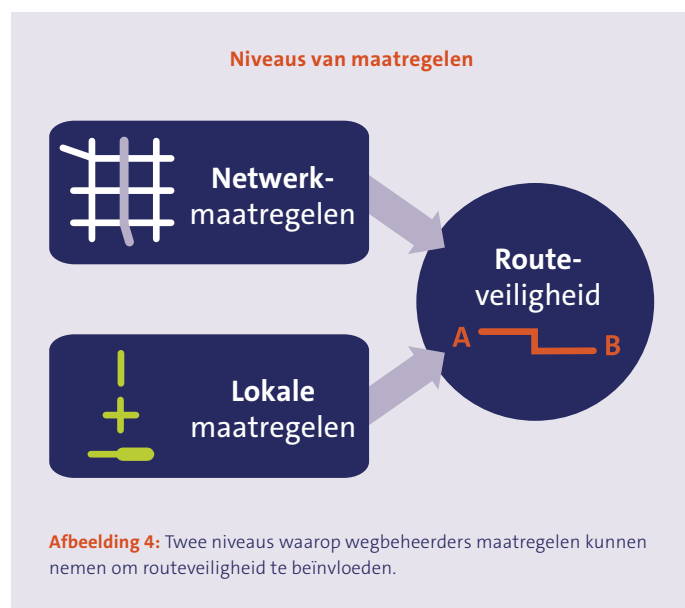 Niveaus van maatregelen
Netwerk-
maatregelen
Route-
veiligheid
A
B
Lokale
maatregelen
Afbeelding 4: Twee niveaus waarop wegbeheerders maatregelen kunnen
nemen om routeveiligheid te beïnvloeden.